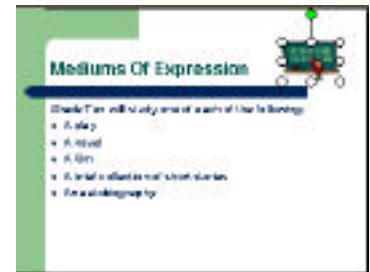 Mediums Of Expression
will study one of each of the following:
A play
A novel
A film
A brief collection of short stories
An autobiography